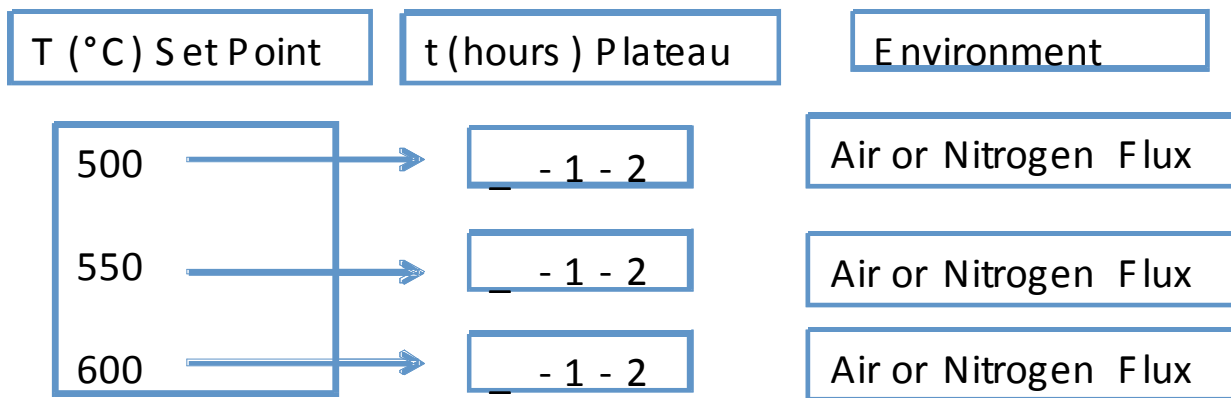 T (°C) Set Point
t (hours) Plateau
Environment
500
_ - 1 - 2
Air or Nitrogen Flux
550
_ - 1 - 2
Air or Nitrogen Flux
600
_ - 1 - 2
Air or Nitrogen Flux